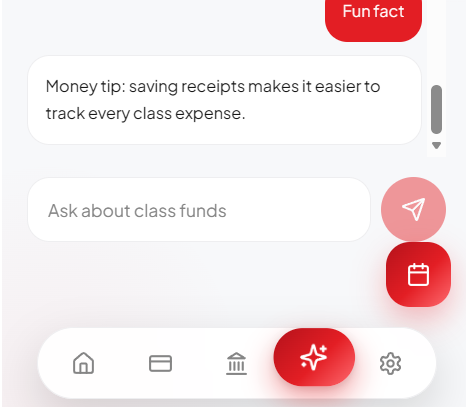 Fun fact
Money tip: saving receipts makes it easier to
track every class expense.
Ask about class funds